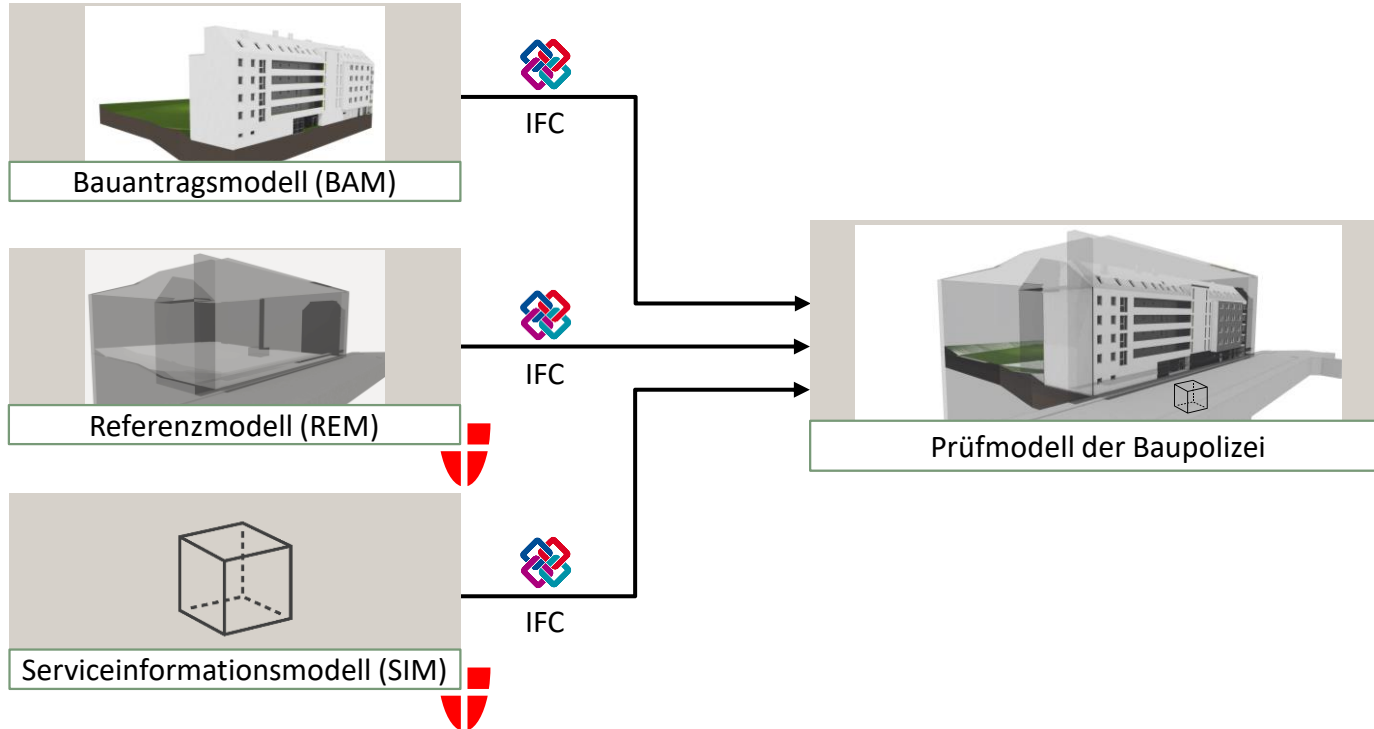 IFC
Bauantragsmodell (BAM)
IFC
Referenzmodell (REM)
Prüfmodell der Baupolizei
IFC
Serviceinformationsmodell (SIM)